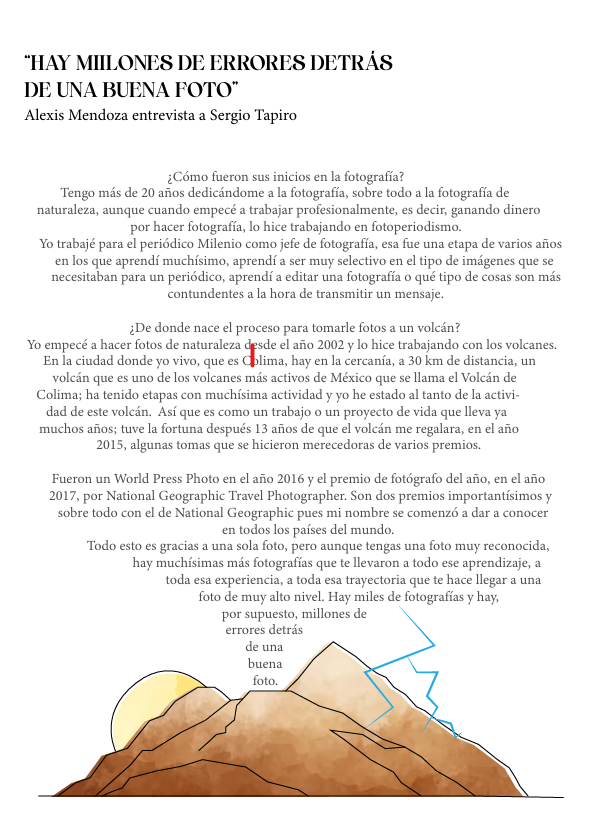 “HAY MIILONES DE ERRORES DETRÁS
DE UNA BUENA FOTO”
Alexis Mendoza entrevista a Sergio Tapiro
¿Cómo fueron sus inicios en la fotografía?
Tengo más de 20 años dedicándome a la fotografía, sobre todo a la fotografía de
naturaleza, aunque cuando empecé a trabajar profesionalmente, es decir, ganando dinero
por hacer fotografía, lo hice trabajando en fotoperiodismo.
Yo trabajé para el periódico Milenio como jefe de fotografía, esa fue una etapa de varios años
en los que aprendí muchísimo, aprendí a ser muy selectivo en el tipo de imágenes que se
necesitaban para un periódico, aprendí a editar una fotografía o qué tipo de cosas son más
contundentes a la hora de transmitir un mensaje.
¿De donde nace el proceso para tomarle fotos a un volcán?
Yo empecé a hacer fotos de naturaleza desde el año 2002 y lo hice trabajando con los volcanes.
En la ciudad donde yo vivo, que es Colima, hay en la cercanía, a 30 km de distancia, un
volcán que es uno de los volcanes más activos de México que se llama el Volcán de
Colima; ha tenido etapas con muchísima actividad y yo he estado al tanto de la activi-
dad de este volcán. Así que es como un trabajo o un proyecto de vida que lleva ya
muchos años; tuve la fortuna después 13 años de que el volcán me regalara, en el año
2015, algunas tomas que se hicieron merecedoras de varios premios.
Fueron un World Press Photo en el año 2016 y el premio de fotógrafo del año, en el año
2017, por National Geographic Travel Photographer. Son dos premios importantísimos y
sobre todo con el de National Geographic pues mi nombre se comenzó a dar a conocer
en todos los países del mundo.
Todo esto es gracias a una sola foto, pero aunque tengas una foto muy reconocida,
hay muchísimas más fotografías que te llevaron a todo ese aprendizaje, a
toda esa experiencia, a toda esa trayectoria que te hace llegar a una
foto de muy alto nivel. Hay miles de fotografías y hay,
por supuesto, millones de
errores detrás
de una
buena
foto.